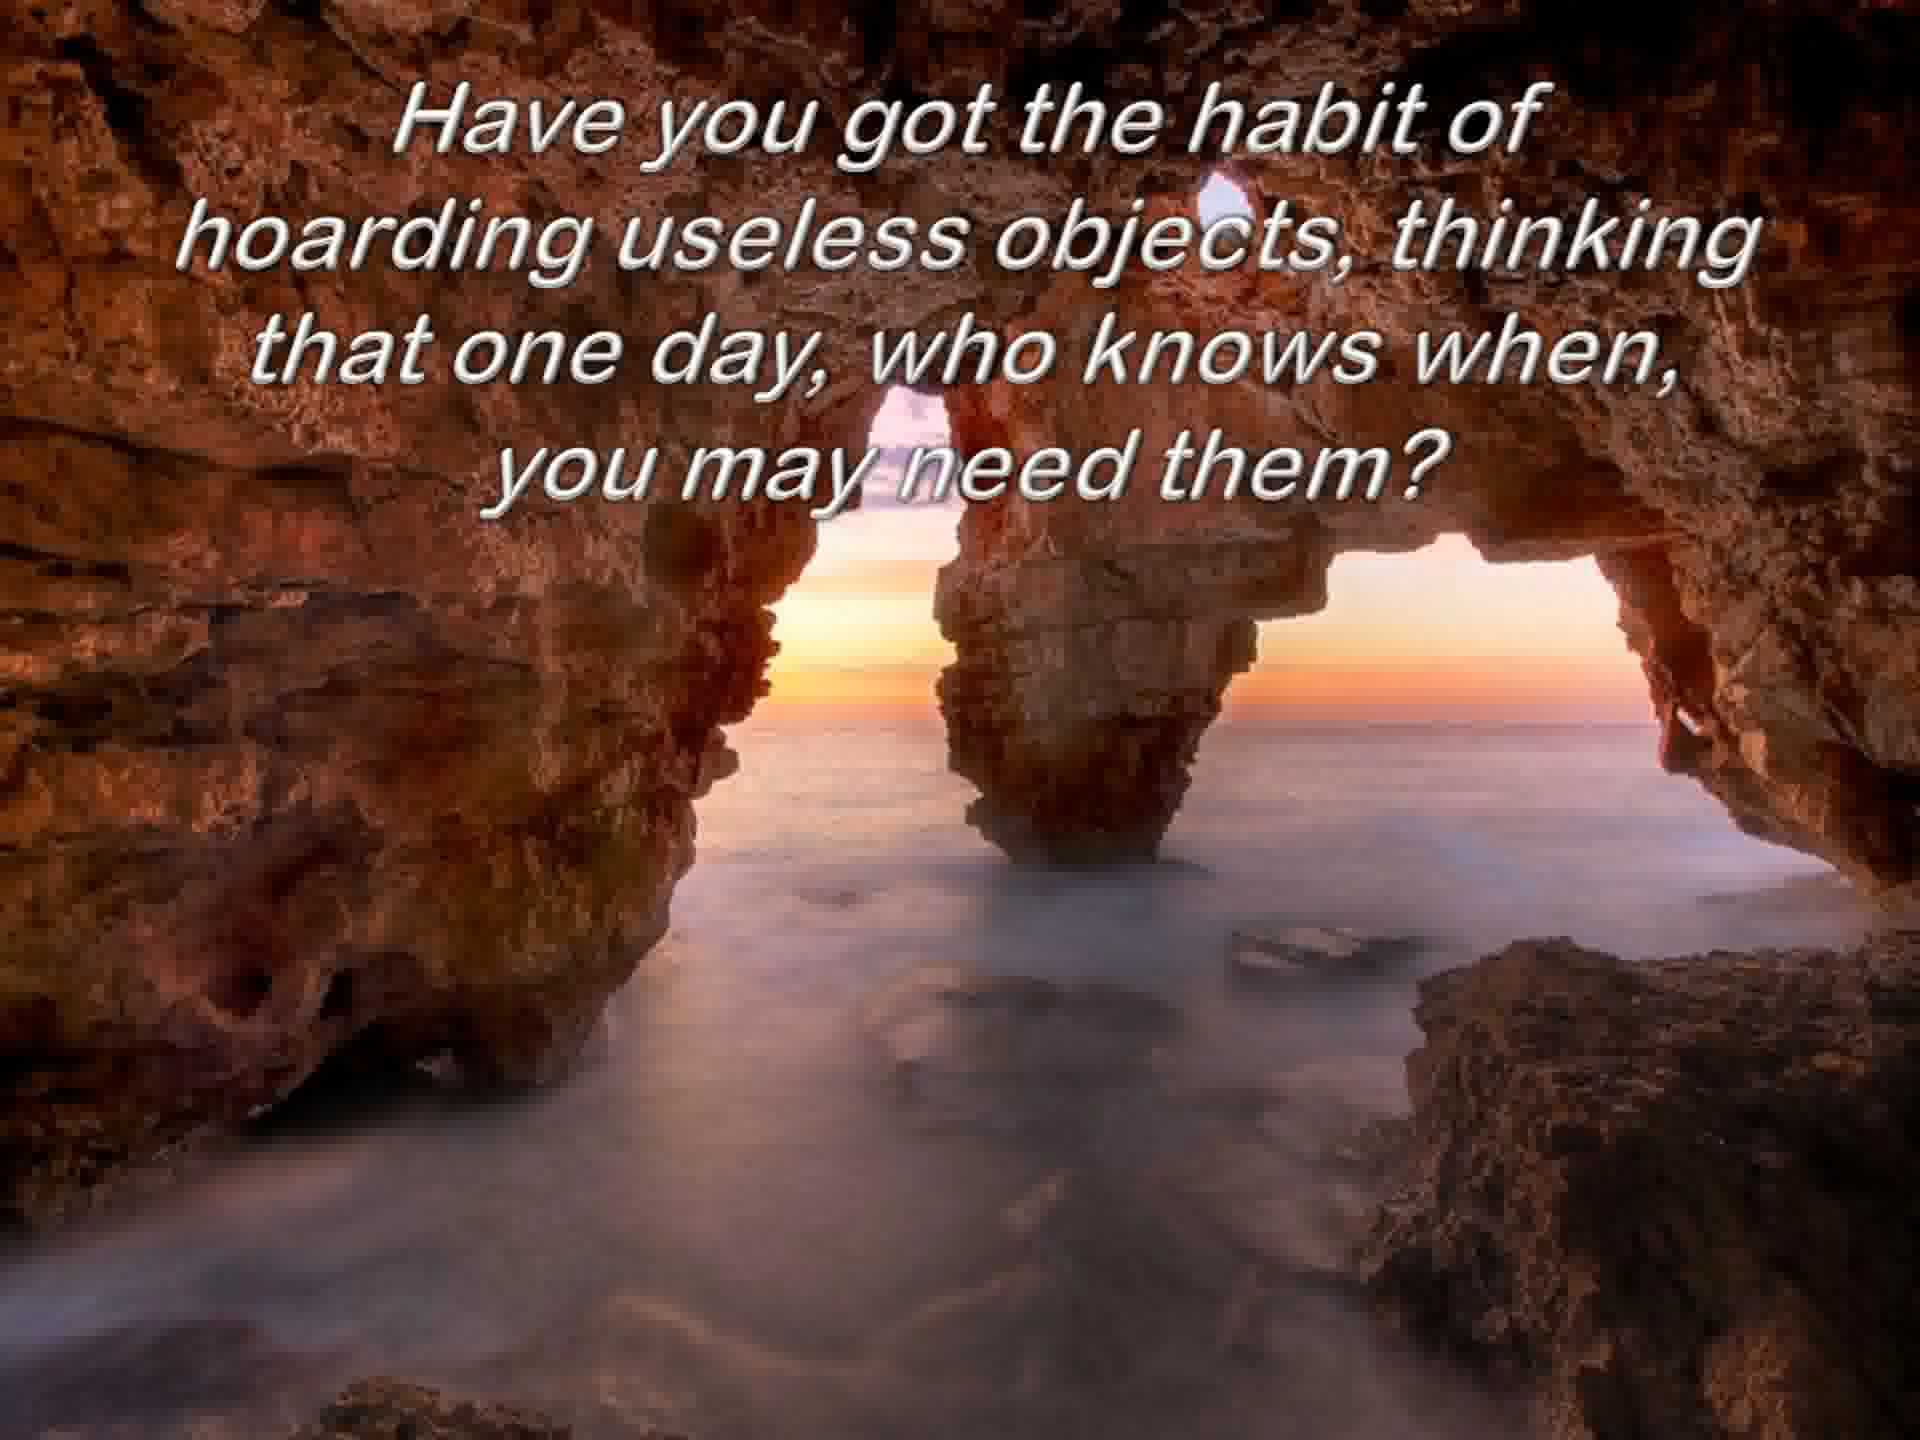 Have you got the habit of
hoarding useless objects, thinking
that one day, who knows when,
you may need them?